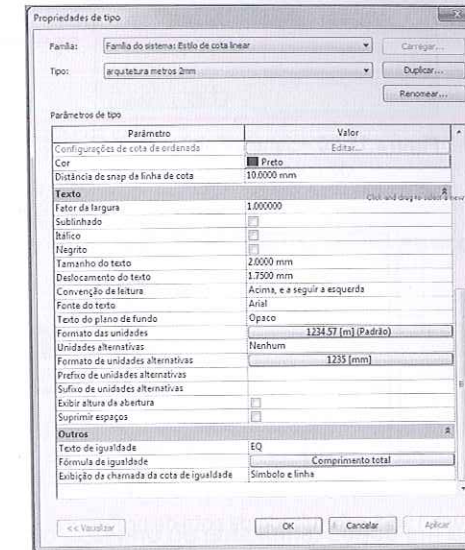 Propriedades de tipo
Família: Família do sistema: Estilo de cota linear Carregar...
Tipo: arquitetura metros 2mm Duplicar...
Renomear...
Parâmetros de tipo
Parâmetro Valor
Configurações de cota de ordenada Editar...
Cor Preto
Distância de snap da linha de cota 10.0000 mm
Texto
Click and drag to select a new
Fator da largura 1.000000
Sublinhado
Itálico
Negrito
Tamanho do texto 2.0000 mm
Deslocamento do texto 1.7500 mm
Convenção de leitura Acima, e a seguir a esquerda
Fonte do texto Arial
Texto do plano de fundo Opaco
Formato das unidades 1234.57 [m] (Padrão)
Unidades alternativas Nenhum
Formato de unidades alternativas 1235 [mm]
Prefixo de unidades alternativas
Sufixo de unidades alternativas
Exibir altura da abertura
Suprimir espaços
Outros
Texto de igualdade EQ
Fórmula de igualdade Comprimento total
Exibição da chamada da cota de igualdade Símbolo e linha
<< Visualizar OK Cancelar Aplicar